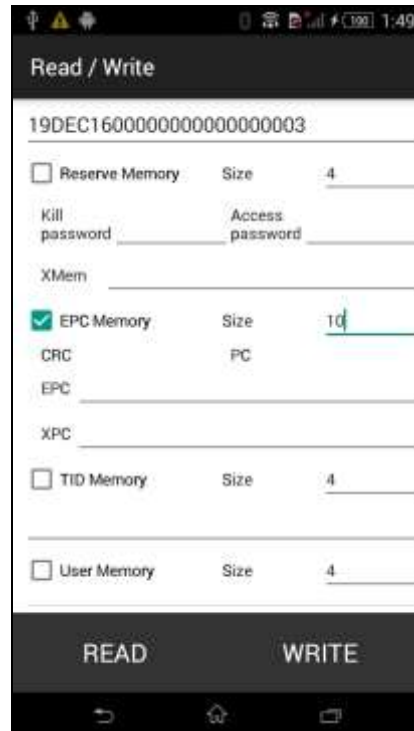 100 1:49
Read / Write
19DEC1600000000000000003
Reserve Memory Size 4
Kill password Access password
XMem
EPC Memory Size 10
CRC PC
EPC
XPC
TID Memory Size 4
User Memory Size 4
READ WRITE